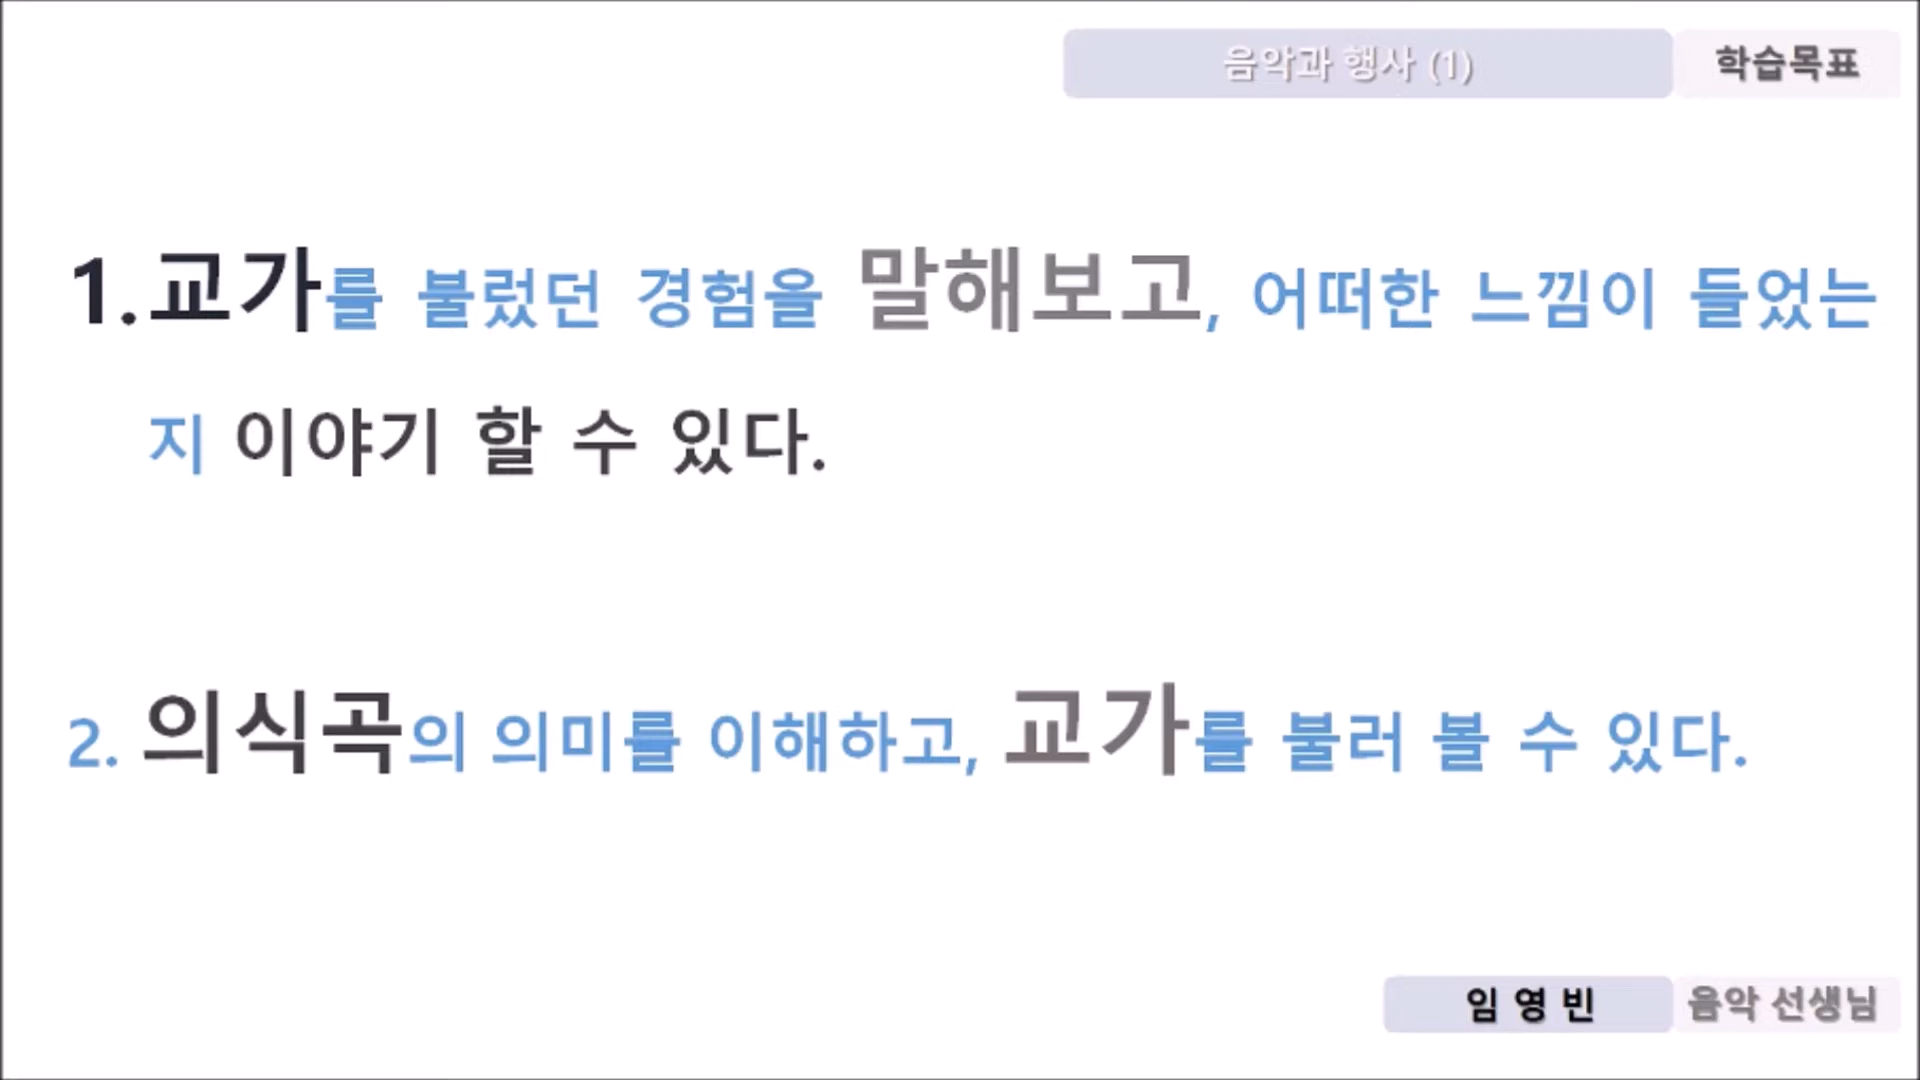 음악과 행사 (1) 학습목표
1. 교가를 불렀던 경험을 말해보고, 어떠한 느낌이 들었는
지 이야기 할 수 있다.
2. 의식곡의 의미를 이해하고, 교가를 불러 볼 수 있다.
임 영 빈 음악 선생님